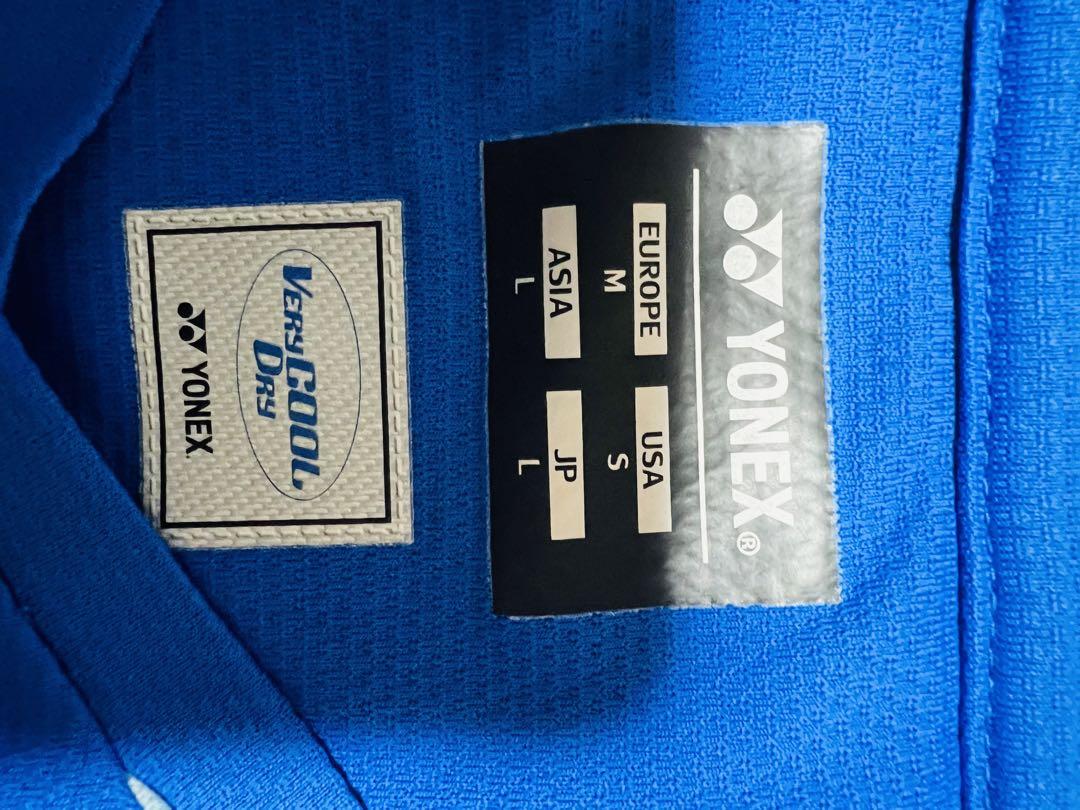 YONEX®
EUROPE USA
M S
ASIA JP
L L
VERYCOOL
DRY
YONEX